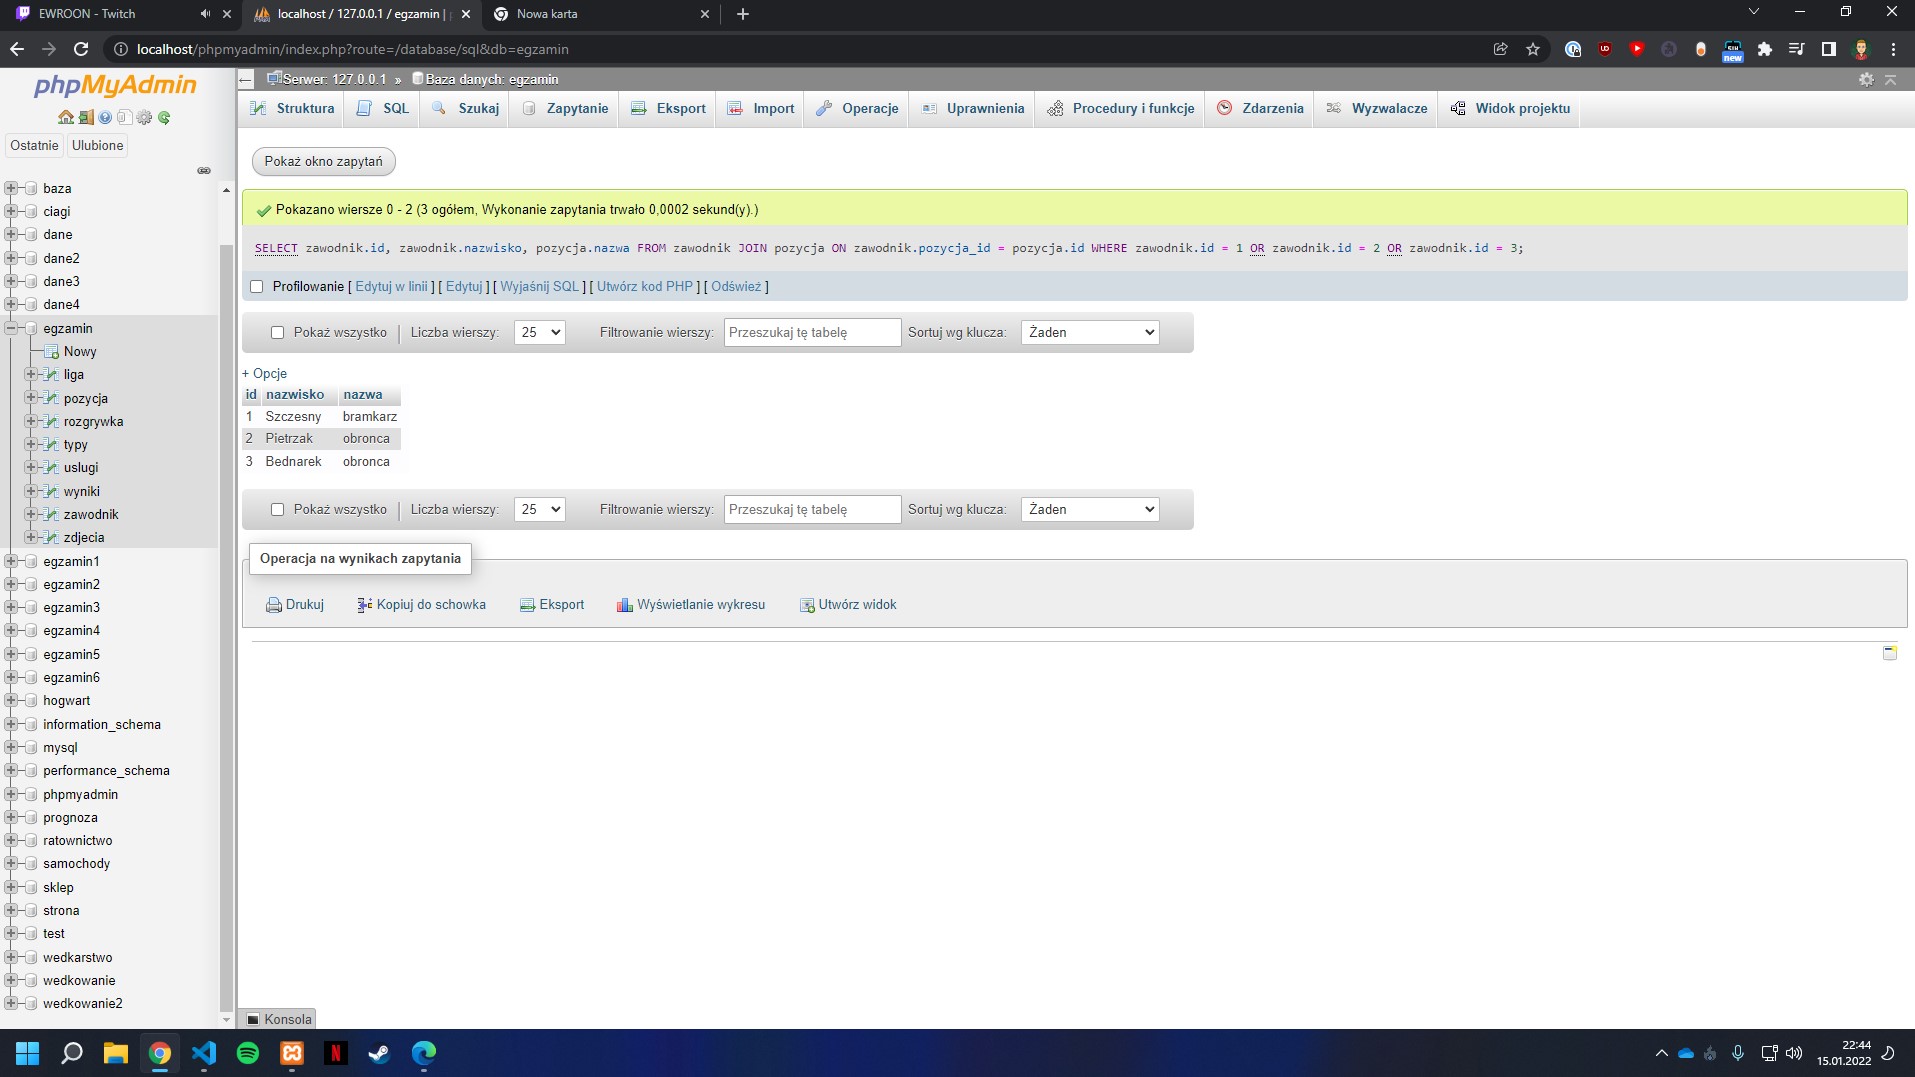 EWROON - Twitch
localhost / 127.0.0.1 / egzamin |
Nowa karta
localhost/phpmyadmin/index.php?route=/database/sql&db=egzamin
new
phpMyAdmin
Ostatnie
Ulubione
baza
ciagi
dane
dane2
dane3
dane4
egzamin
Nowy
liga
pozycja
rozgrywka
typy
uslugi
wyniki
zawodnik
zdjecia
egzamin1
egzamin2
egzamin3
egzamin4
egzamin5
egzamin6
hogwart
information_schema
mysql
performance_schema
phpmyadmin
prognoza
ratownictwo
samochody
sklep
strona
test
wedkarstwo
wedkowanie
wedkowanie2
Serwer: 127.0.0.1 » Baza danych: egzamin
Struktura SQL Szukaj Zapytanie Eksport Import Operacje Uprawnienia Procedury i funkcje Zdarzenia Wyzwalacze Widok projektu
Pokaż okno zapytań
Pokazano wiersze 0 - 2 (3 ogółem, Wykonanie zapytania trwało 0,0002 sekund(y).)
SELECT zawodnik.id, zawodnik.nazwisko, pozycja.nazwa FROM zawodnik JOIN pozycja ON zawodnik.pozycja_id = pozycja.id WHERE zawodnik.id = 1 OR zawodnik.id = 2 OR zawodnik.id = 3;
Profilowanie [ Edytuj w linii ] [ Edytuj ] [ Wyjaśnij SQL ] [ Utwórz kod PHP ] [ Odśwież ]
Pokaż wszystko | Liczba wierszy: 25 Filtrowanie wierszy: Przeszukaj tę tabelę Sortuj wg klucza: Żaden
+ Opcje
id nazwisko nazwa
1 Szczesny bramkarz
2 Pietrzak obronca
3 Bednarek obronca
Pokaż wszystko | Liczba wierszy: 25 Filtrowanie wierszy: Przeszukaj tę tabelę Sortuj wg klucza: Żaden
Operacja na wynikach zapytania
Drukuj Kopiuj do schowka Eksport Wyświetlanie wykresu Utwórz widok
Konsola
22:44
15.01.2022